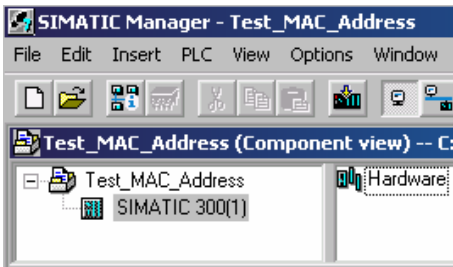 SIMATIC Manager - Test_MAC_Address
File Edit Insert PLC View Options Window
Test_MAC_Address (Component view) -- C:
Test_MAC_Address
Hardware
SIMATIC 300(1)